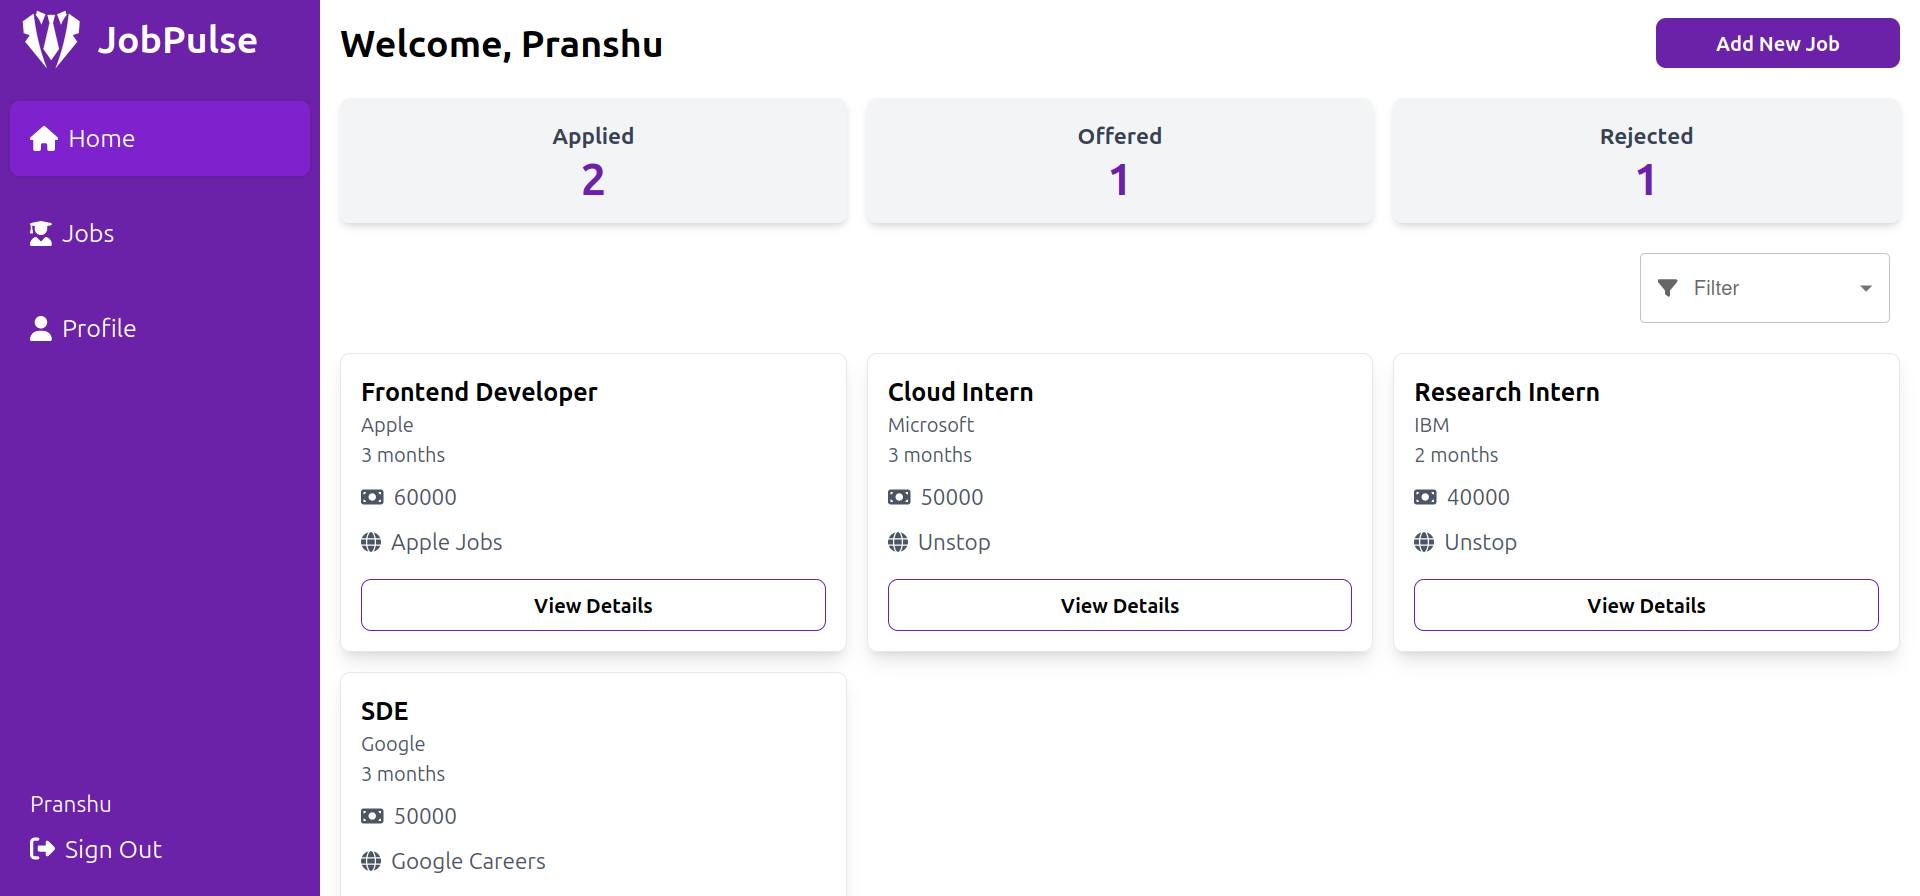 JobPulse
Home
Jobs
Profile
Pranshu
Sign Out
Welcome, Pranshu
Add New Job
Applied
2
Offered
1
Rejected
1
Filter
Frontend Developer
Apple
3 months
60000
Apple Jobs
View Details
Cloud Intern
Microsoft
3 months
50000
Unstop
View Details
Research Intern
IBM
2 months
40000
Unstop
View Details
SDE
Google
3 months
50000
Google Careers